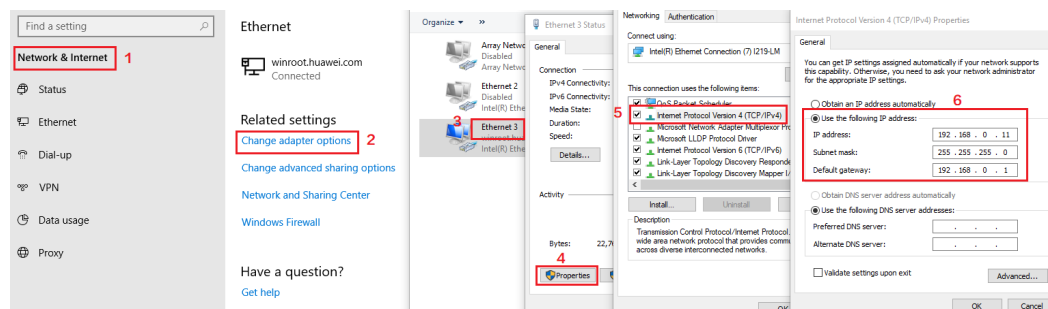 Find a setting
Network & Internet
1
Status
Ethernet
Dial-up
VPN
Data usage
Proxy
Ethernet
winroot.huawei.com
Connected
Related settings
Change adapter options
2
Change advanced sharing options
Network and Sharing Center
Windows Firewall
Have a question?
Get help
Organize
»
Array Netwo
Disabled
Array Netwo
Ethernet 2
Disabled
Intel(R) Ethe
3
Ethernet 3
Intel(R) Ethe
Ethernet 3 Status
General
Connection
IPv4 Connectivity:
IPv6 Connectivity:
Media State:
Duration:
Speed:
Details...
Activity
Bytes:
22,7
4
Properties
Networking
Authentication
Connect using:
Intel(R) Ethernet Connection (7) I219-LM
This connection uses the following items:
QoS Packet Scheduler
5
Internet Protocol Version 4 (TCP/IPv4)
Microsoft Network Adapter Multiplexor Pro
Microsoft LLDP Protocol Driver
Internet Protocol Version 6 (TCP/IPv6)
Link-Layer Topology Discovery Responde
Link-Layer Topology Discovery Mapper I/
Install...
Uninstall
Description
Transmission Control Protocol/Internet Protocol.
wide area network protocol that provides commu
across diverse interconnected networks.
OK
Internet Protocol Version 4 (TCP/IPv4) Properties
General
You can get IP settings assigned automatically if your network supports
this capability. Otherwise, you need to ask your network administrator
for the appropriate IP settings.
Obtain an IP address automatically
6
Use the following IP address:
IP address:
192 . 168 . 0 . 11
Subnet mask:
255 . 255 . 255 . 0
Default gateway:
192 . 168 . 0 . 1
Obtain DNS server address automatically
Use the following DNS server addresses:
Preferred DNS server:
. . .
Alternate DNS server:
. . .
Validate settings upon exit
Advanced...
OK
Cancel